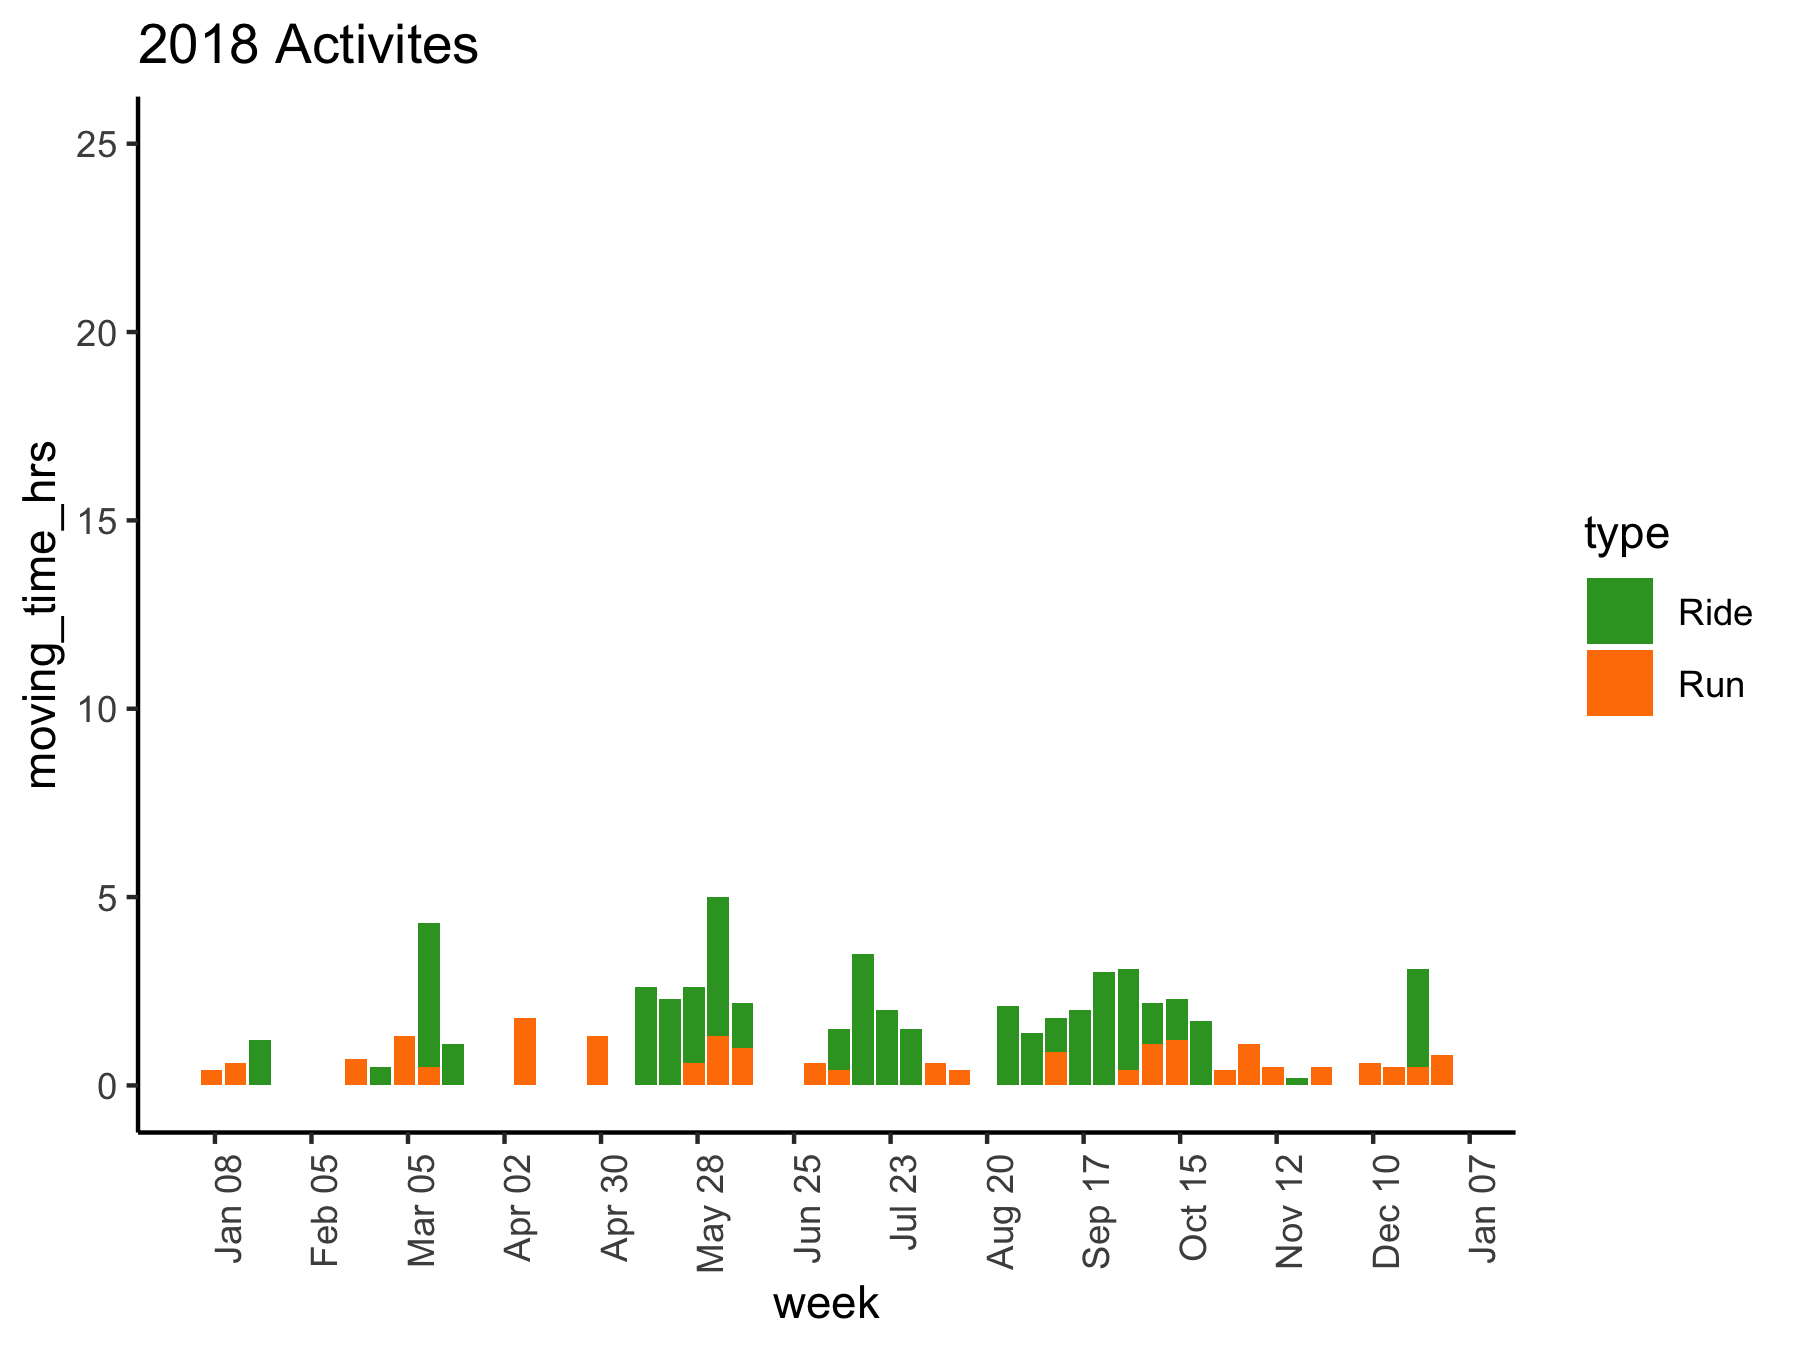 2018 Activites
moving_time_hrs
25
20
15
10
5
0
Jan 08
Feb 05
Mar 05
Apr 02
Apr 30
May 28
Jun 25
Jul 23
Aug 20
Sep 17
Oct 15
Nov 12
Dec 10
Jan 07
week
type
Ride
Run